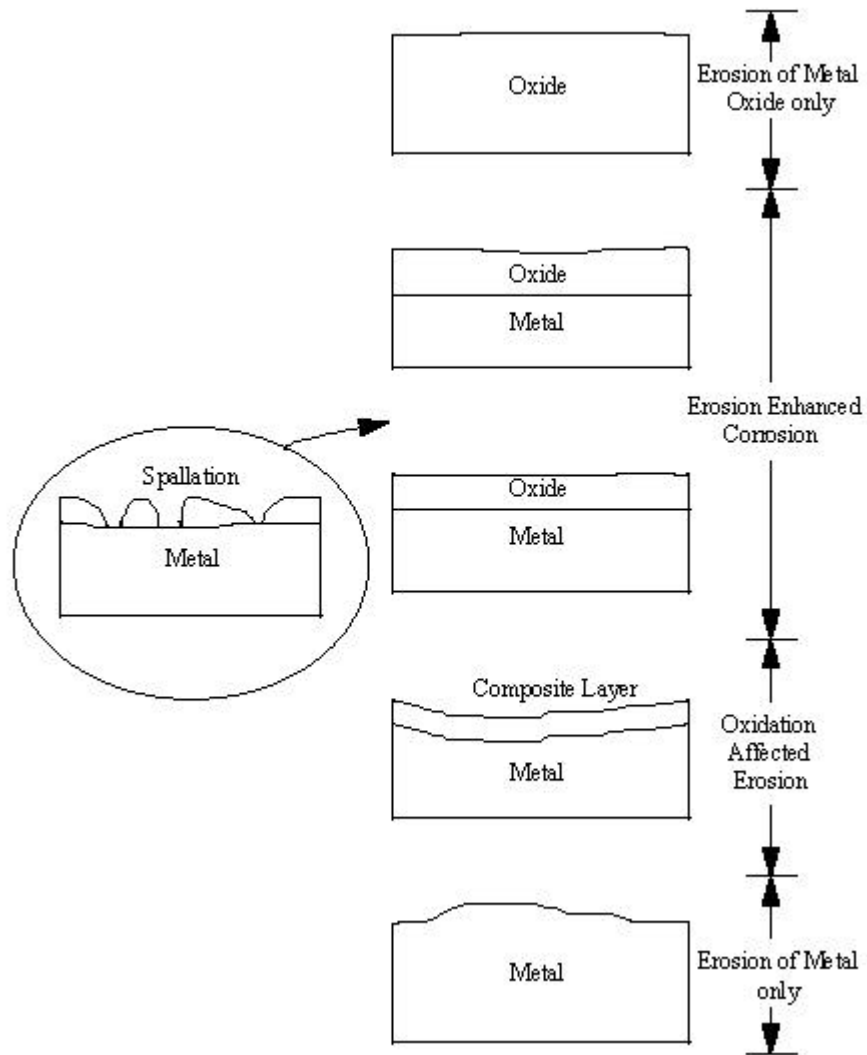 Oxide
Erosion of Metal
Oxide only
Oxide
Metal
Erosion Enhanced
Corrosion
Spallation
Metal
Oxide
Metal
Composite Layer
Metal
Oxidation
Affected
Erosion
Metal
Erosion of Metal
only